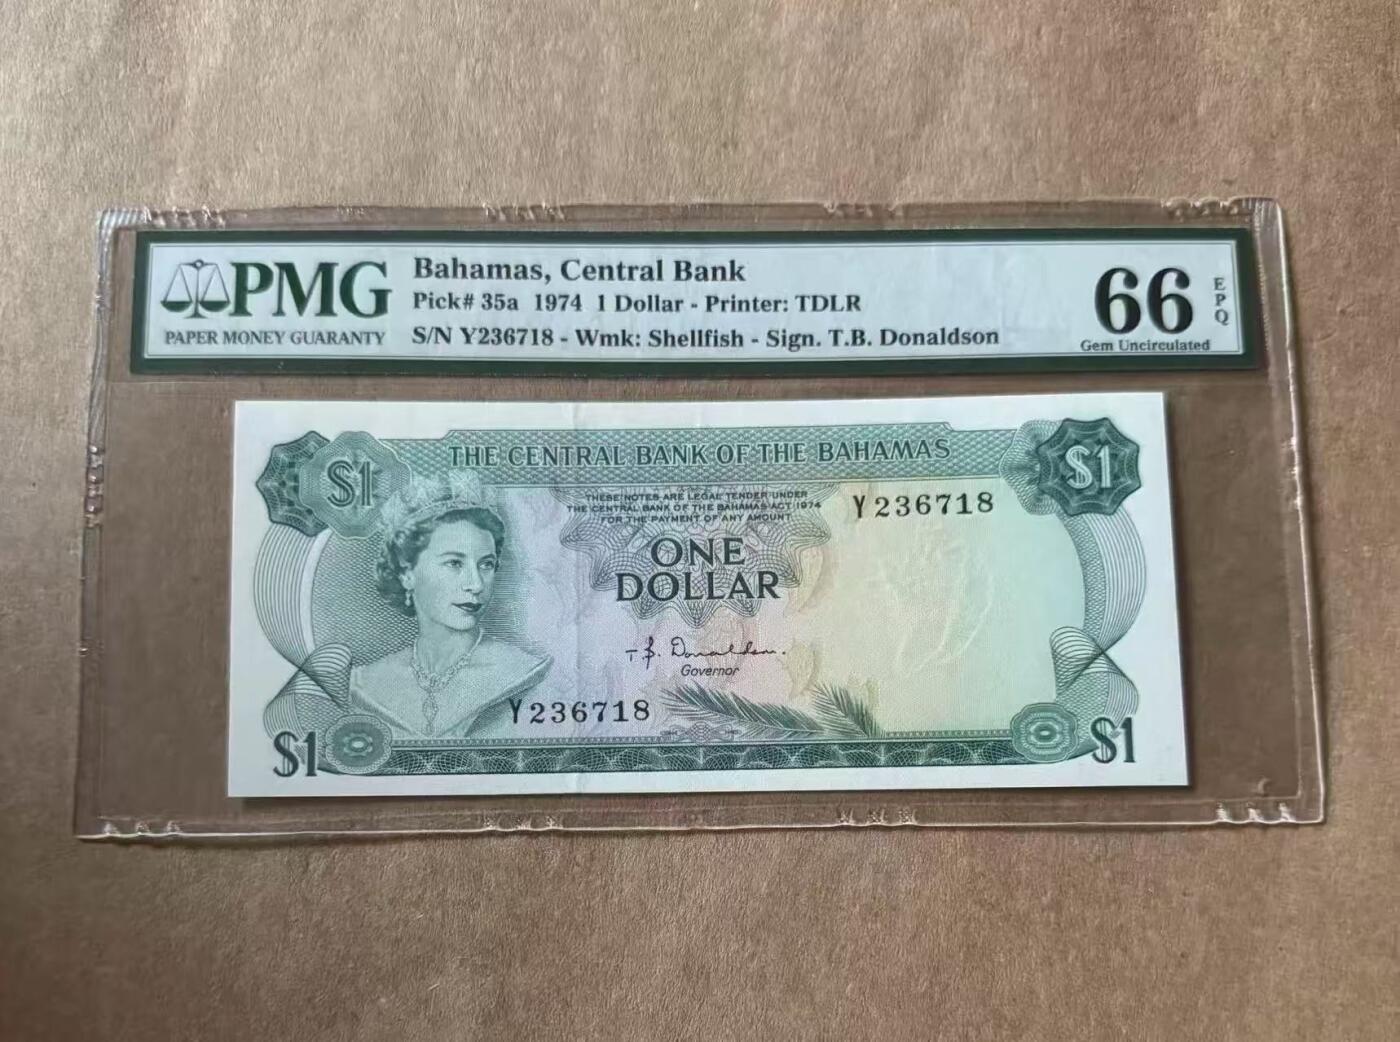 PMG
PAPER MONEY GUARANTY
Bahamas, Central Bank
Pick# 35a 1974 1 Dollar - Printer: TDLR
S/N Y236718 - Wmk: Shellfish - Sign. T.B. Donaldson
66
EPQ
Gem Uncirculated
THE CENTRAL BANK OF THE BAHAMAS
$1
$1
THESE NOTES ARE LEGAL TENDER UNDER
THE CENTRAL BANK OF THE BAHAMAS ACT 1974
FOR THE PAYMENT OF ANY AMOUNT
Y236718
ONE
DOLLAR
T B. Donaldson.
Governor
Y236718
$1
$1